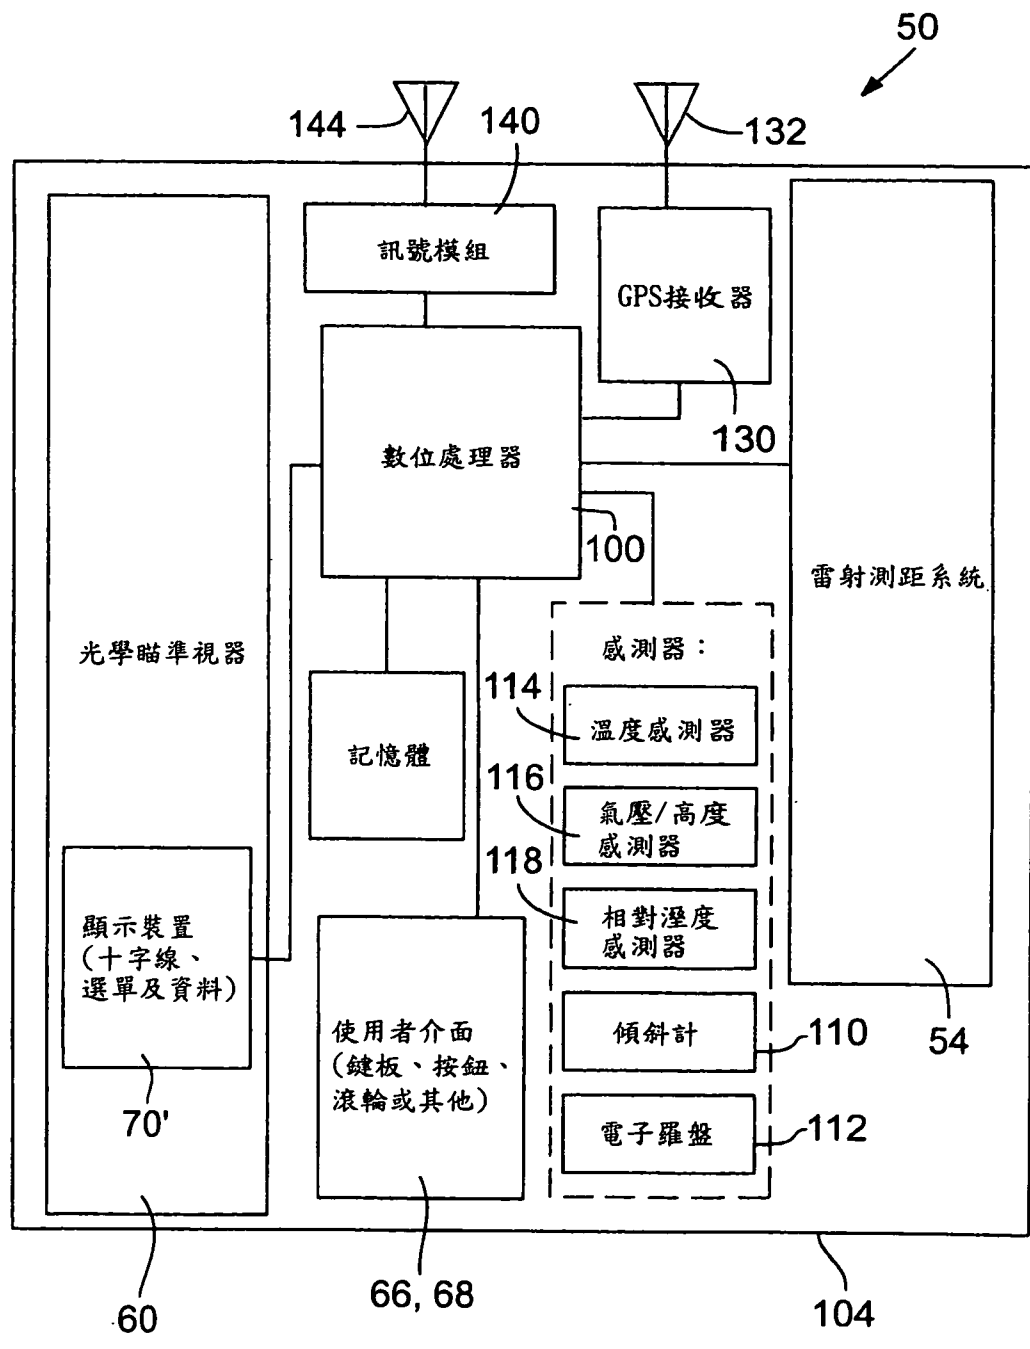 50
144
140
132
訊號模組
GPS接收器
130
數位處理器
100
雷射測距系統
光學瞄準視器
感測器：
114
溫度感測器
記憶體
116
氣壓/高度
感測器
118
相對溼度
感測器
顯示裝置
(十字線、
選單及資料)
54
使用者介面
(鍵板、按鈕、
滾輪或其他)
傾斜計
110
70'
電子羅盤
112
60
66, 68
104